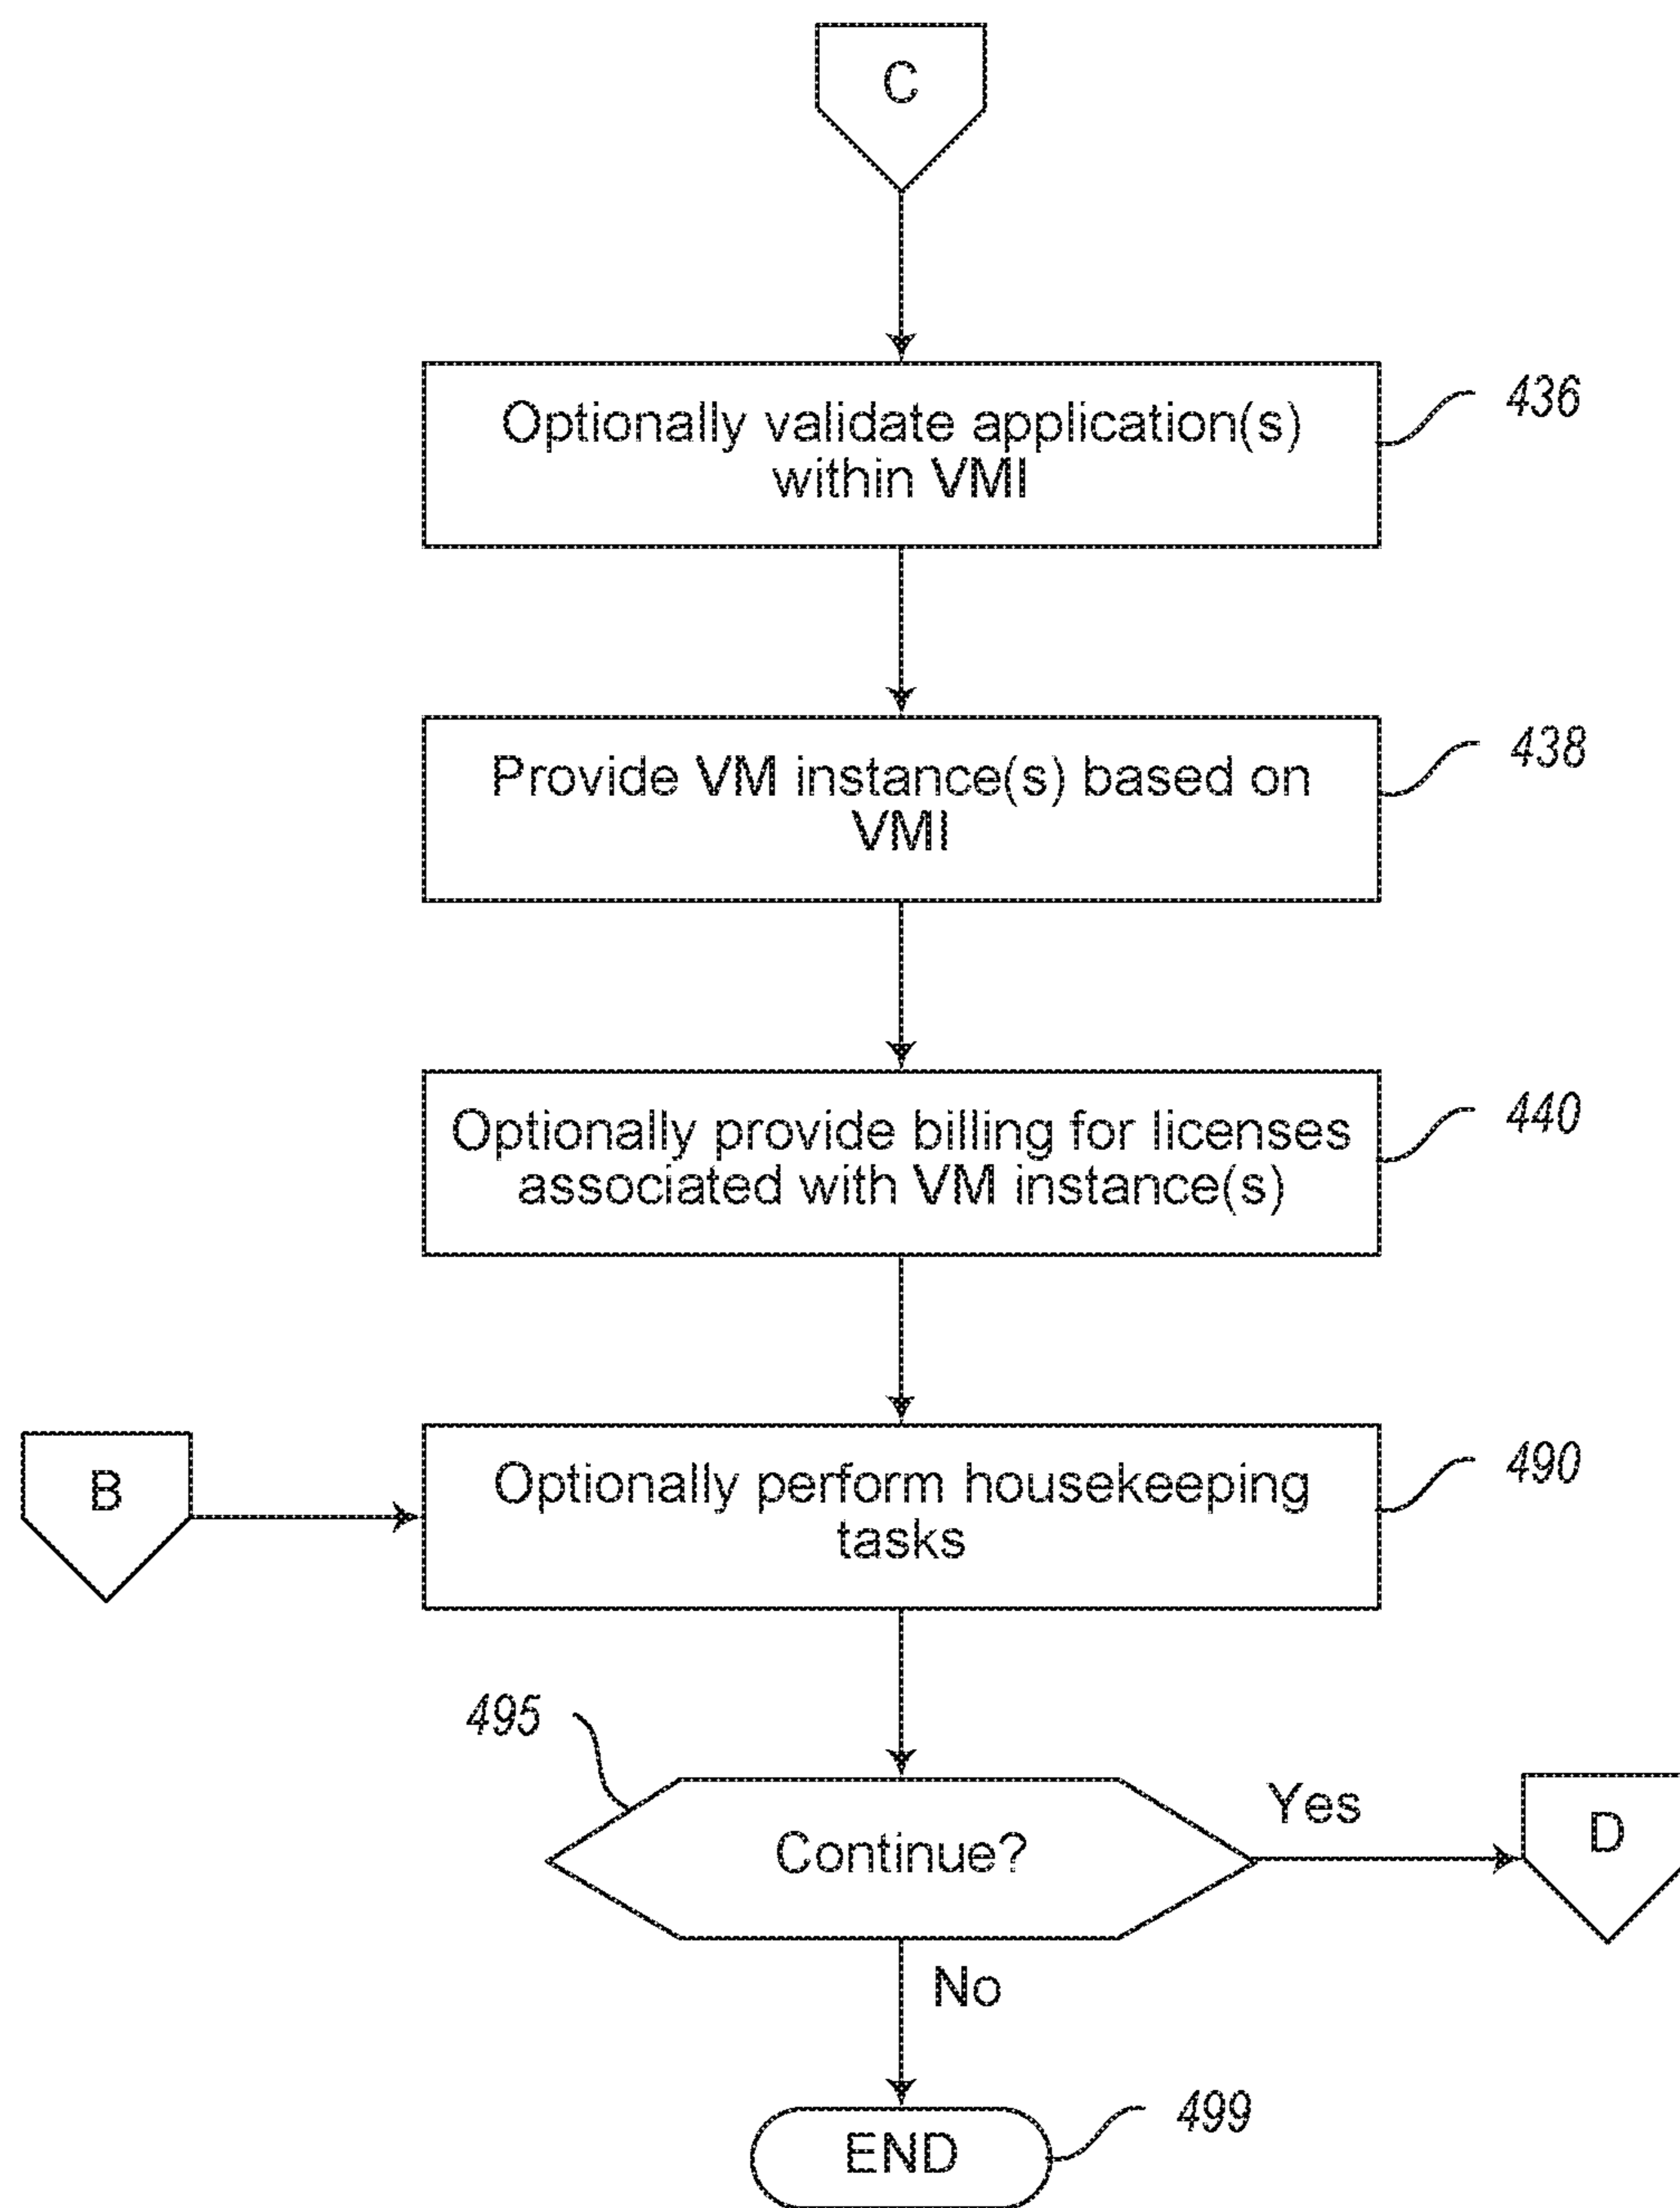 C
Optionally validate application(s)
within VMI
436
Provide VM instance(s) based on
VMI
438
Optionally provide billing for licenses
associated with VM instance(s)
440
B
Optionally perform housekeeping
tasks
490
495
Continue?
Yes
D
No
END
499